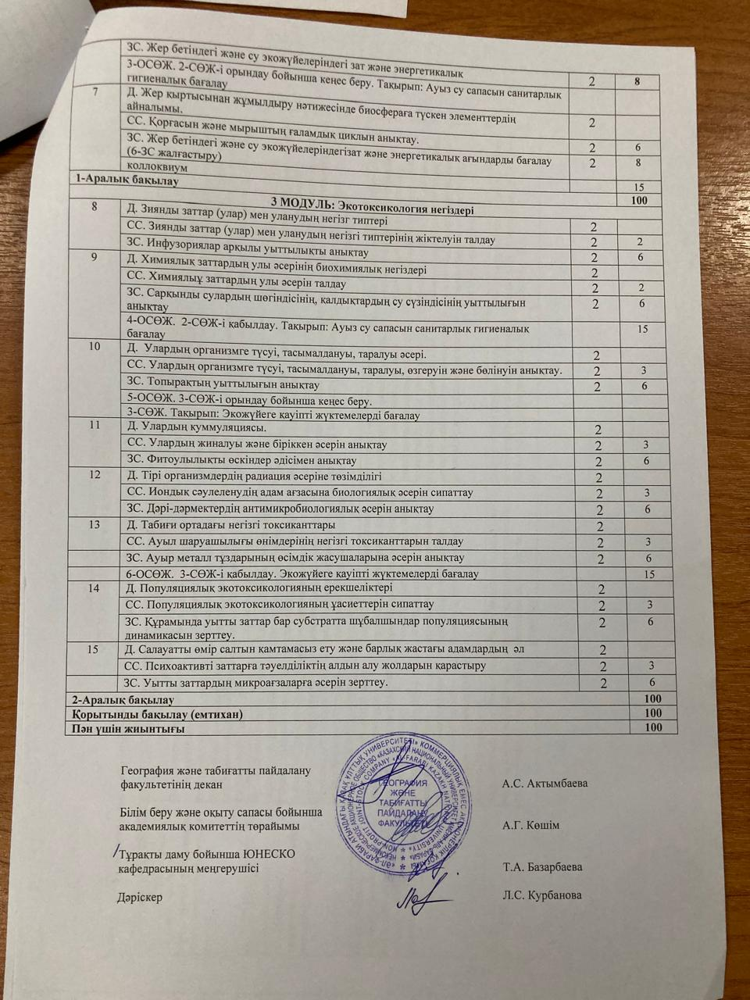 ЗС. Жер бетіндегі және су экожүйелеріндегі зат және энергетикалық
3-ОСӨЖ. 2-СӨЖ-і орындау бойынша кеңес беру. Тақырып: Ауыз су сапасын санитарлық 2 8
гигиеналық бағалау
7 Д. Жер қыртысынан жұмылдыру нәтижесінде биосфераға түскен элементтердің
айналымы. 2
СС. Қорғасын және мырыштың ғаламдық циклын анықтау. 2 6
ЗС. Жер бетіндегі және су экожүйелеріндегізат және энергетикалық ағындарды бағалау 2 8
(6-ЗС жалғастыру)
коллоквиум 15
1-Аралық бақылау 100
3 МОДУЛЬ: Экотоксикология негіздері
8 Д. Зиянды заттар (улар) мен уланудың негізг типтері 2
СС. Зиянды заттар (улар) мен уланудың негізгі типтерінің жіктелуін талдау 2 2
ЗС. Инфузориялар арқылы уыттылықты анықтау 2 6
9 Д. Химиялық заттардың улы әсерінің биохимиялық негіздері 2
СС. Химиялыұ заттардың улы әсерін талдау 2 2
ЗС. Сарқынды сулардың шөгіндісінің, қалдықтардың су сүзіндісінің уыттылығын 2 6
анықтау
4-ОСӨЖ. 2-СӨЖ-і қабылдау. Тақырып: Ауыз су сапасын санитарлық гигиеналық 15
бағалау
10 Д. Улардың организмге түсуі, тасымалдануы, таралуы әсері. 2
СС. Улардың организмге түсуі, тасымалдануы, таралуы, өзгеруін және бөлінуін анықтау. 2 3
ЗС. Топырақтың уыттылығын анықтау 2 6
5-ОСӨЖ. 3-СӨЖ-і орындау бойынша кеңес беру.
3-СӨЖ. Тақырып: Экожүйеге қауіпті жүктемелерді бағалау
11 Д. Улардың куммуляциясы. 2
СС. Улардың жиналуы және біріккен әсерін анықтау 2 3
ЗС. Фитоулылықты өскіндер әдісімен анықтау 2 6
12 Д. Тірі организмдердің радиация әсеріне төзімділігі 2
СС. Иондық сәулеленудің адам ағзасына биологиялық әсерін сипаттау 2 3
ЗС. Дәрі-дәрмектердің антимикробиологиялық әсерін анықтау 2 6
13 Д. Табиғи ортадағы негізгі токсиканттары 2
СС. Ауыл шаруашылығы өнімдерінің негізгі токсиканттарын талдау 2 3
ЗС. Ауыр металл тұздарының өсімдік жасушаларына әсерін анықтау 2 6
6-ОСӨЖ. 3-СӨЖ-і қабылдау. Экожүйеге қауіпті жүктемелерді бағалау 15
14 Д. Популяциялық экотоксикологияның ерекшеліктері 2
СС. Популяциялық экотоксикологияның ұасиеттерін сипаттау 2 3
ЗС. Құрамында уытты заттар бар субстратта шұбалшындар популяциясының 2 6
динамикасын зерттеу.
15 Д. Салауатты өмір салтын қамтамасыз ету және барлық жастағы адамдардың әл 2
СС. Психоактивті заттарға тәуелділіктің алдын алу жолдарын қарастыру 2 3
ЗС. Уытты заттардың микроағзаларға әсерін зерттеу. 2 6
2-Аралық бақылау 100
Қорытынды бақылау (емтихан) 100
Пән үшін жиынтығы 100
География және табиғатты пайдалану
факультетінің декан А.С. Актымбаева
Білім беру және оқыту сапасы бойынша
академиялық комитеттің төрайымы А.Г. Көшім
Тұрақты даму бойынша ЮНЕСКО
кафедрасының меңгерушісі Т.А. Базарбаева
Дәріскер Л.С. Курбанова
ГЕОГРАФИЯ
ЖӘНЕ
ТАБИҒАТТЫ
ПАЙДАЛАНУ
ФАКУЛЬТЕТІ